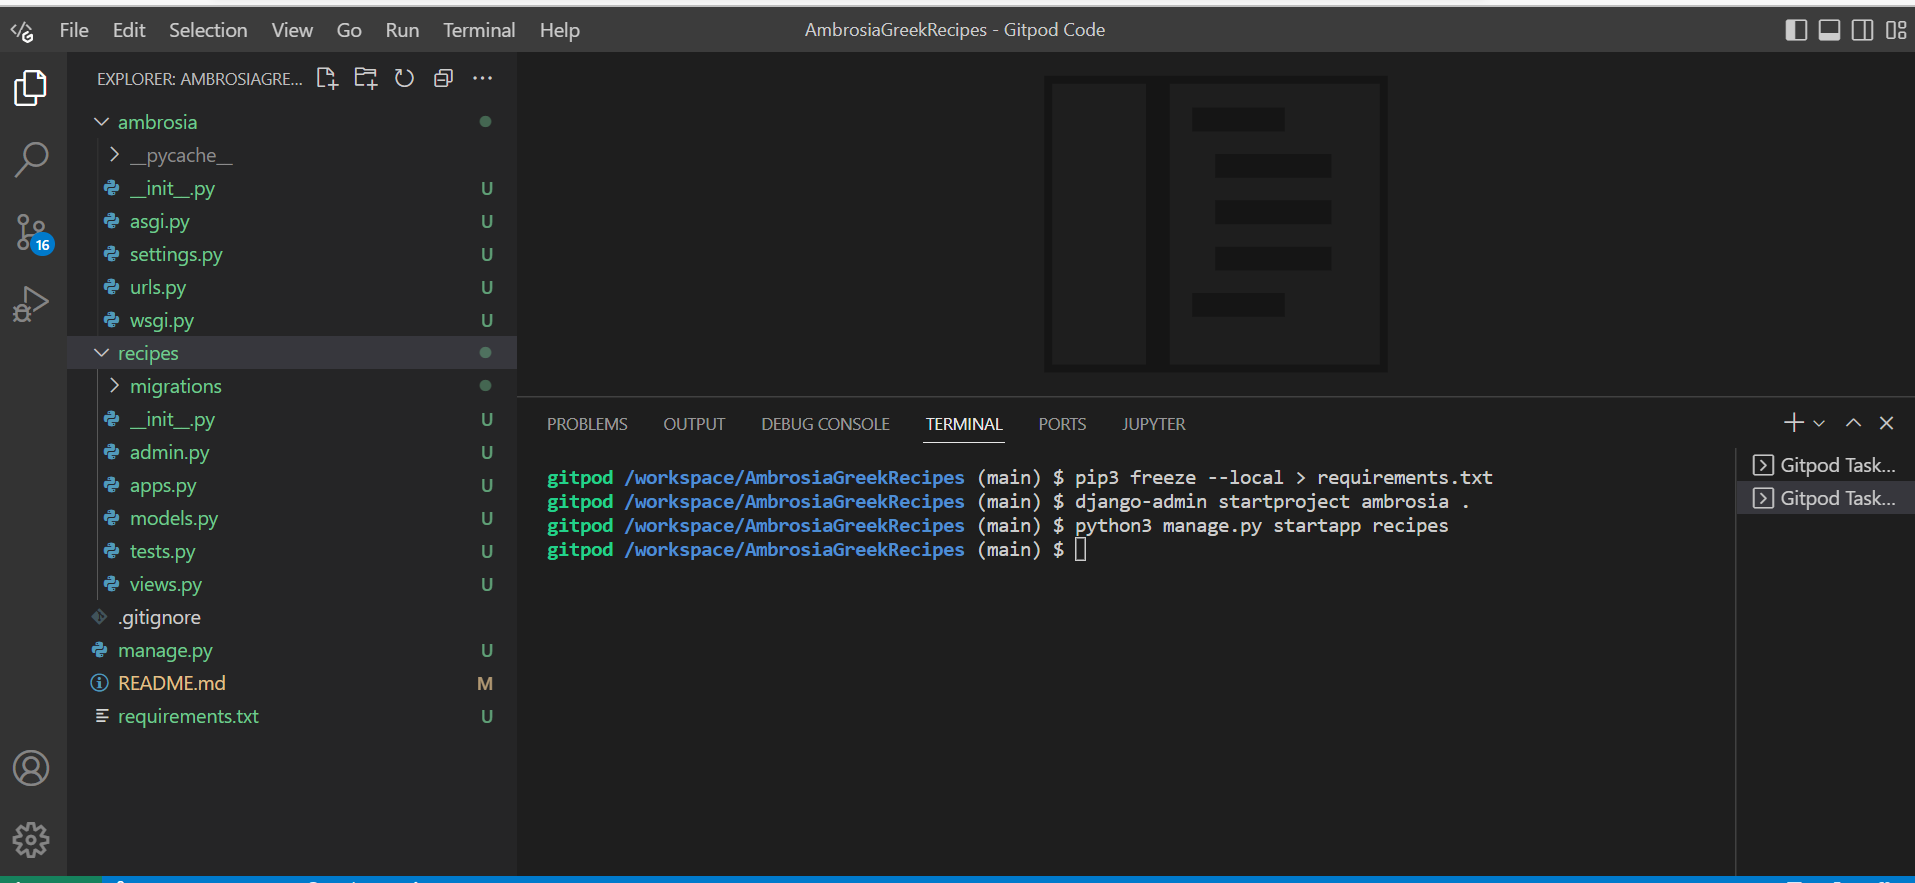 File Edit Selection View Go Run Terminal Help
AmbrosiaGreekRecipes - Gitpod Code
EXPLORER: AMBROSIAGRE...
ambrosia
__pycache__
__init__.py U
asgi.py U
settings.py U
16
urls.py U
wsgi.py U
recipes
migrations
__init__.py U
admin.py U
apps.py U
models.py U
tests.py U
views.py U
.gitignore
manage.py U
README.md M
requirements.txt U
PROBLEMS OUTPUT DEBUG CONSOLE TERMINAL PORTS JUPYTER
gitpod /workspace/AmbrosiaGreekRecipes (main) $ pip3 freeze --local > requirements.txt
gitpod /workspace/AmbrosiaGreekRecipes (main) $ django-admin startproject ambrosia .
gitpod /workspace/AmbrosiaGreekRecipes (main) $ python3 manage.py startapp recipes
gitpod /workspace/AmbrosiaGreekRecipes (main) $
Gitpod Task...
Gitpod Task...